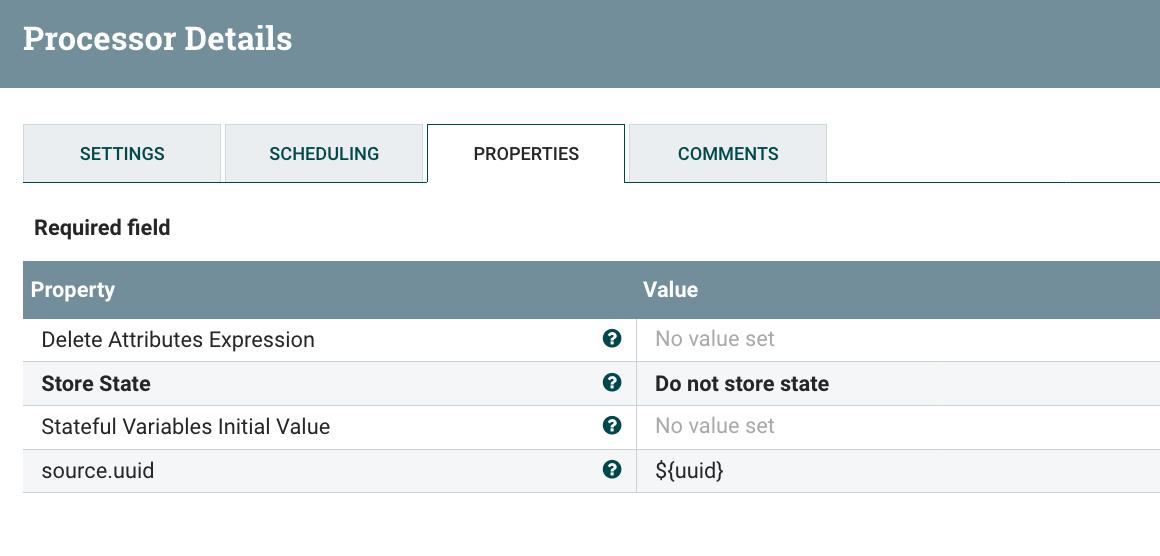 Processor Details
SETTINGS SCHEDULING PROPERTIES COMMENTS
Required field
Property Value
Delete Attributes Expression No value set
Store State Do not store state
Stateful Variables Initial Value No value set
source.uuid ${uuid}